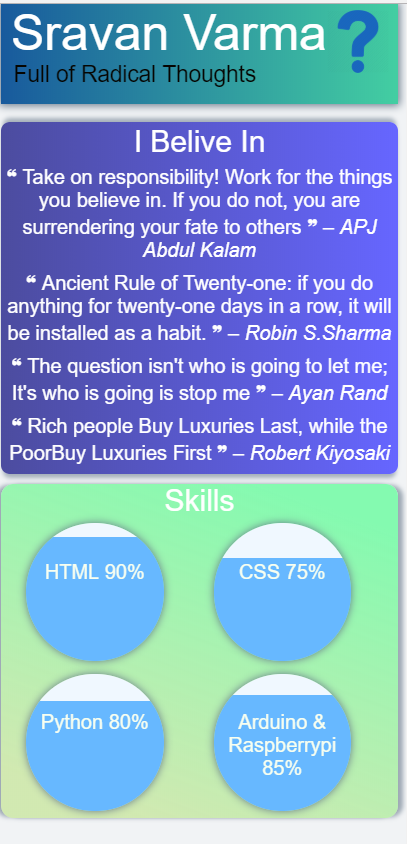 Sravan Varma ?
Full of Radical Thoughts
I Belive In
❝ Take on responsibility! Work for the things
you believe in. If you do not, you are
surrendering your fate to others ❞ – APJ
Abdul Kalam
❝ Ancient Rule of Twenty-one: if you do
anything for twenty-one days in a row, it will
be installed as a habit. ❞ – Robin S.Sharma
❝ The question isn't who is going to let me;
It's who is going is stop me ❞ – Ayan Rand
❝ Rich people Buy Luxuries Last, while the
PoorBuy Luxuries First ❞ – Robert Kiyosaki
Skills
HTML 90%
CSS 75%
Python 80%
Arduino &
Raspberrypi
85%